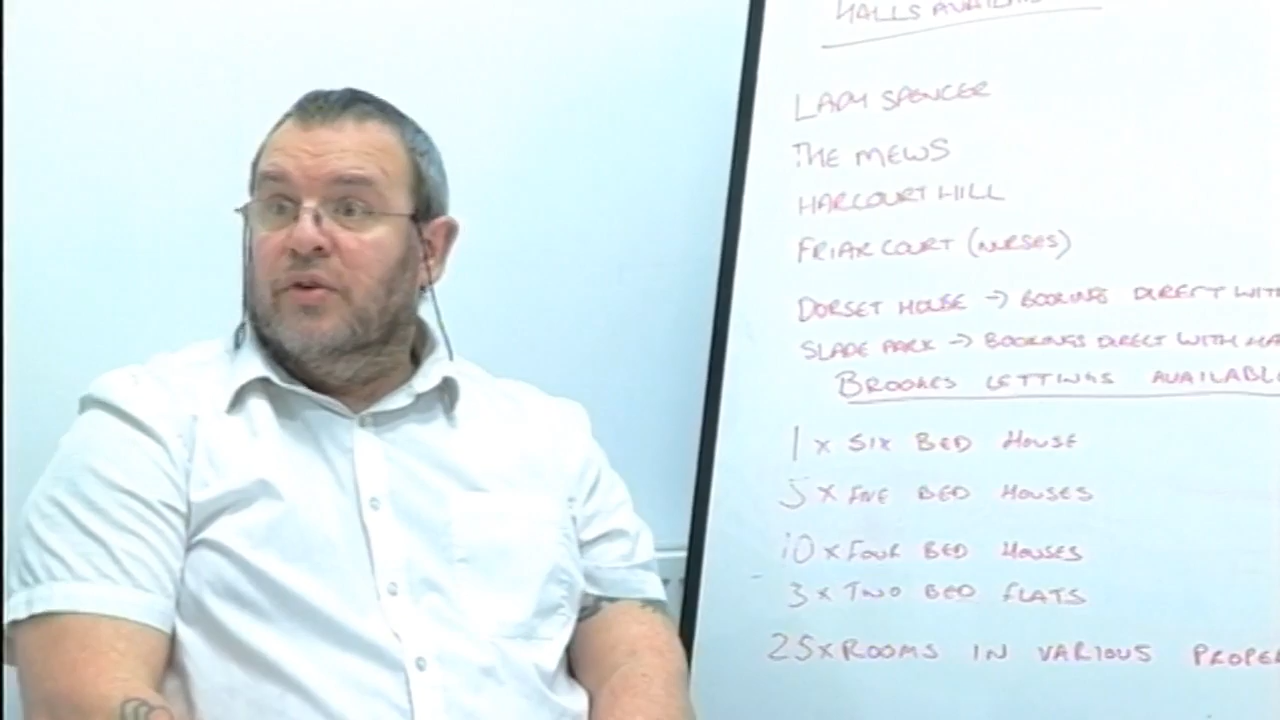 HALLS
LADY SPENCER
THE MEWS
HARCOURT HILL
FRIAR COURT (NURSES)
DORSET HOUSE → BOOKINGS DIRECT WITH
SLADE PARK → BOOKINGS DIRECT WITH
BROOKES LETTINGS
1 x SIX BED HOUSE
5 x FIVE BED HOUSES
10 x FOUR BED HOUSES
3 x TWO BED FLATS
25 x ROOMS IN VARIOUS